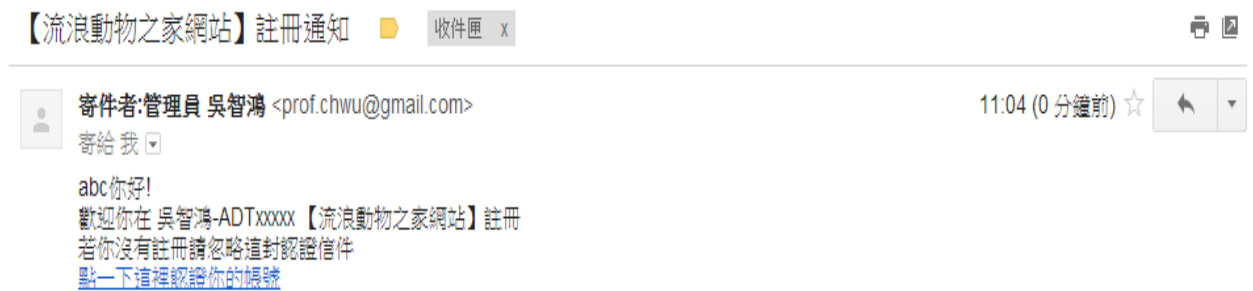 【流浪動物之家網站】註冊通知 收件匣 x
寄件者:管理員 吳智鴻 <prof.chwu@gmail.com> 11:04 (0 分鐘前)
寄給 我
abc你好!
歡迎你在 吳智鴻-ADTxxxxx【流浪動物之家網站】註冊
若你沒有註冊請忽略這封認證信件
點一下這裡認證你的帳號